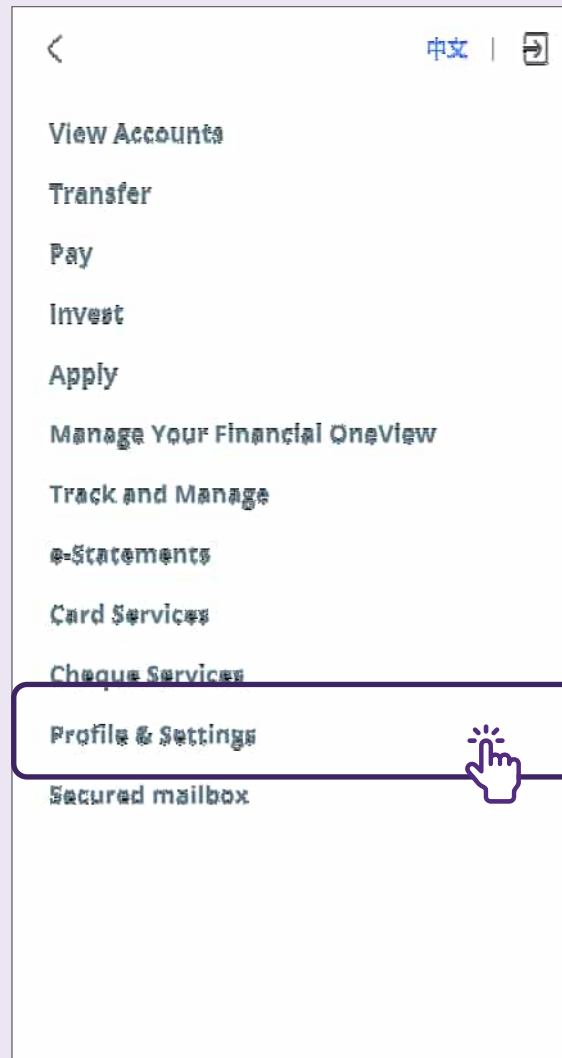 中文 |
View Accounts
Transfer
Pay
Invest
Apply
Manage Your Financial OneView
Track and Manage
e-Statements
Card Services
Cheque Services
Profile & Settings
Secured mailbox